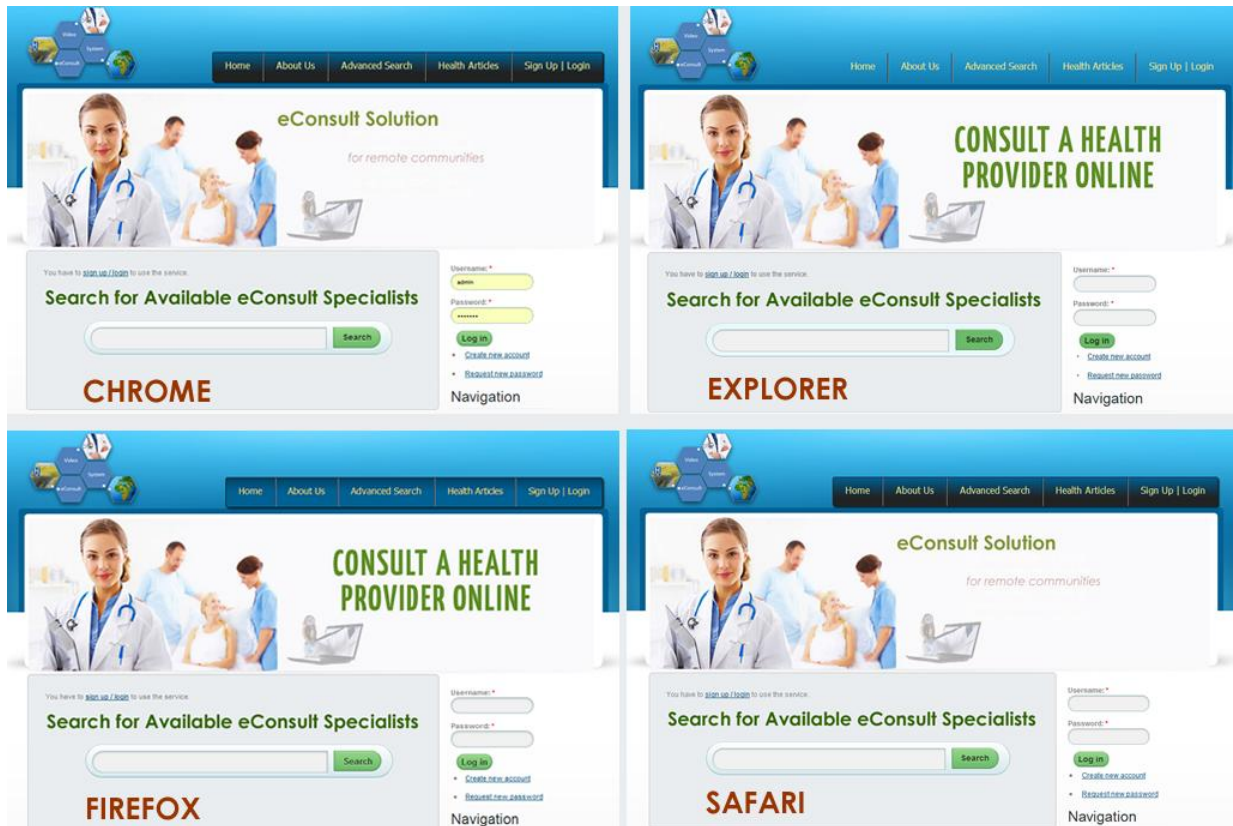 Video
System
eConsult
Home
About Us
Advanced Search
Health Articles
Sign Up | Login
eConsult Solution
for remote communities
You have to sign up / login to use the service.
Search for Available eConsult Specialists
Search
Username: *
admin
Password: *
•••••••
Log in
Create new account
Request new password
Navigation
CHROME
Video
System
eConsult
Home
About Us
Advanced Search
Health Articles
Sign Up | Login
CONSULT A HEALTH
PROVIDER ONLINE
You have to sign up / login to use the service.
Search for Available eConsult Specialists
Search
Username: *
Password: *
Log in
Create new account
Request new password
Navigation
EXPLORER
Video
System
eConsult
Home
About Us
Advanced Search
Health Articles
Sign Up | Login
CONSULT A HEALTH
PROVIDER ONLINE
You have to sign up / login to use the service.
Search for Available eConsult Specialists
Search
Username: *
Password: *
Log in
Create new account
Request new password
Navigation
FIREFOX
Video
System
eConsult
Home
About Us
Advanced Search
Health Articles
Sign Up | Login
eConsult Solution
for remote communities
You have to sign up / login to use the service.
Search for Available eConsult Specialists
Search
Username: *
Password: *
Log in
Create new account
Request new password
Navigation
SAFARI